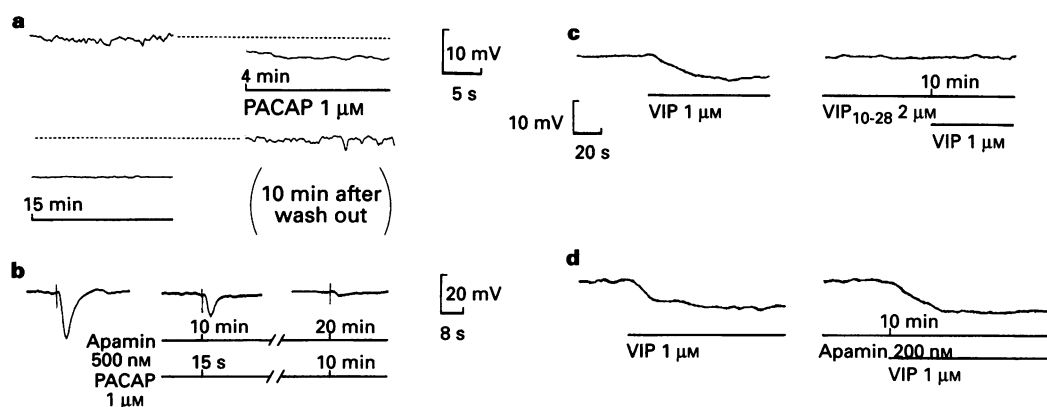 a
10 mV
5 s
4 min
PACAP 1 μM
15 min
(10 min after
wash out)
b
20 mV
8 s
10 min
20 min
Apamin
500 nM
15 s
10 min
PACAP
1 μM
c
10 mV
20 s
VIP 1 μM
10 min
VIP10-28 2 μM
VIP 1 μM
d
VIP 1 μM
10 min
Apamin 200 nM
VIP 1 μM